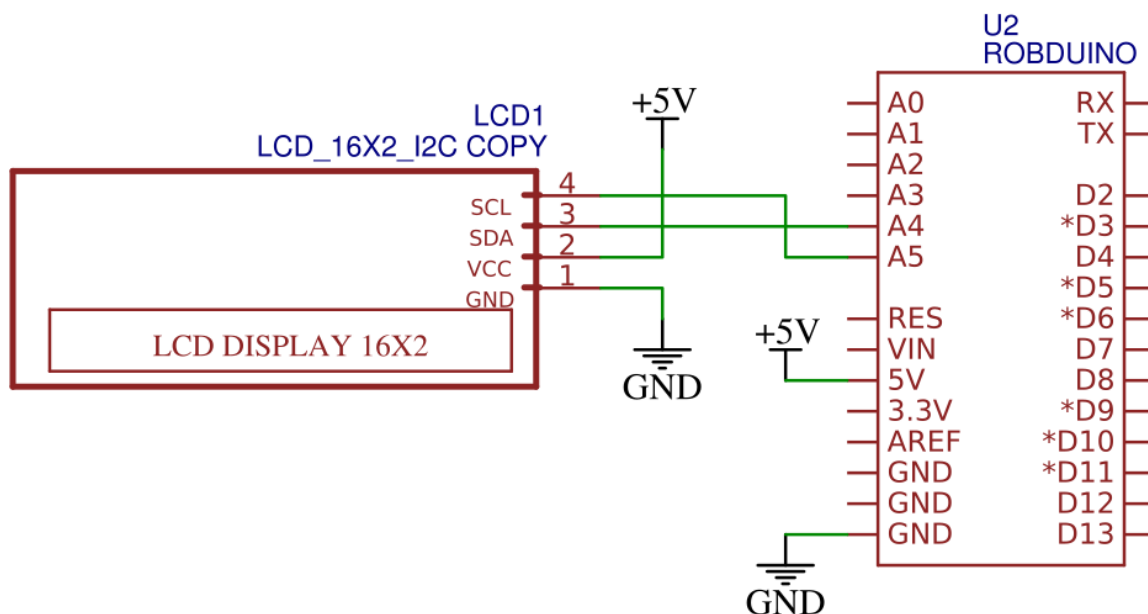 LCD1
LCD_16X2_I2C COPY
4
SCL
3
SDA
2
VCC
1
GND
LCD DISPLAY 16X2
+5V
GND
U2
ROBDUINO
A0 RX
A1 TX
A2
A3 D2
A4 *D3
A5 D4
*D5
RES *D6
VIN D7
5V D8
3.3V *D9
AREF *D10
GND *D11
GND D12
GND D13
+5V
GND